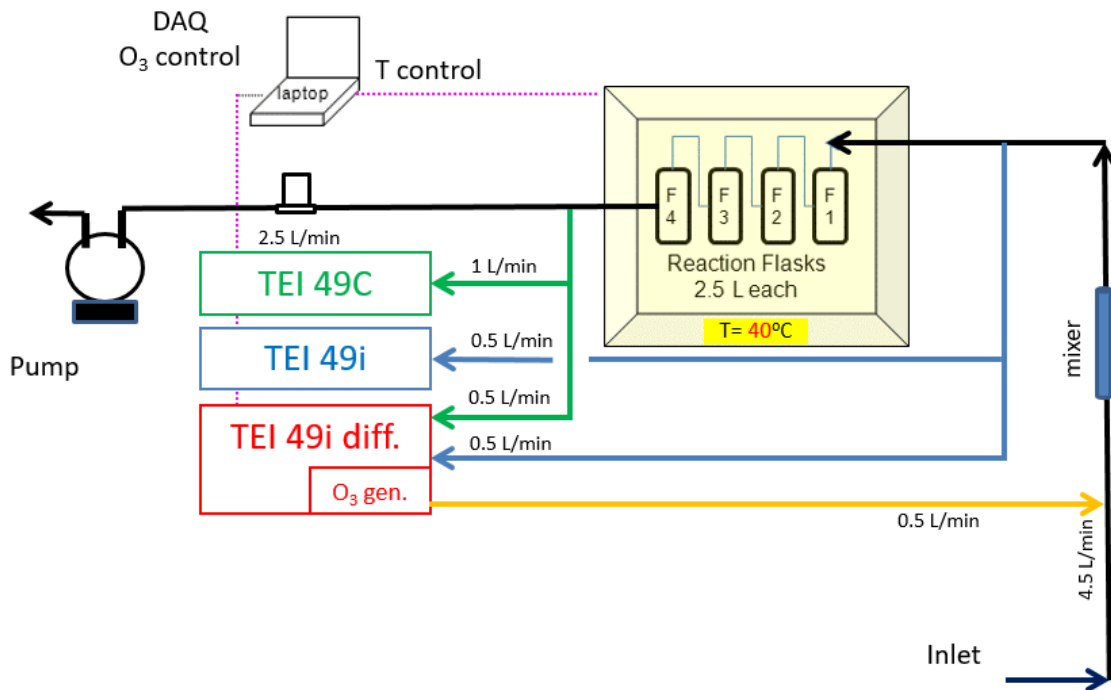 DAQ
O₃ control
T control
laptop
F
4
F
3
F
2
F
1
Reaction Flasks
2.5 L each
T= 40ºC
2.5 L/min
TEI 49C
1 L/min
TEI 49i
0.5 L/min
Pump
mixer
0.5 L/min
TEI 49i diff.
0.5 L/min
O₃ gen.
0.5 L/min
4.5 L/min
Inlet